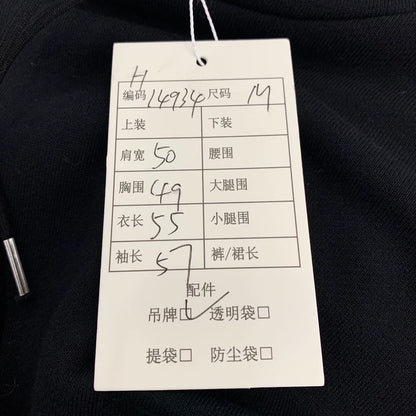 H
编码 14934 尺码 M
上装 下装
肩宽 50 腰围
胸围 49 大腿围
衣长 55 小腿围
袖长 57 裤/裙长
配件
吊牌☑ 透明袋□
提袋□ 防尘袋□